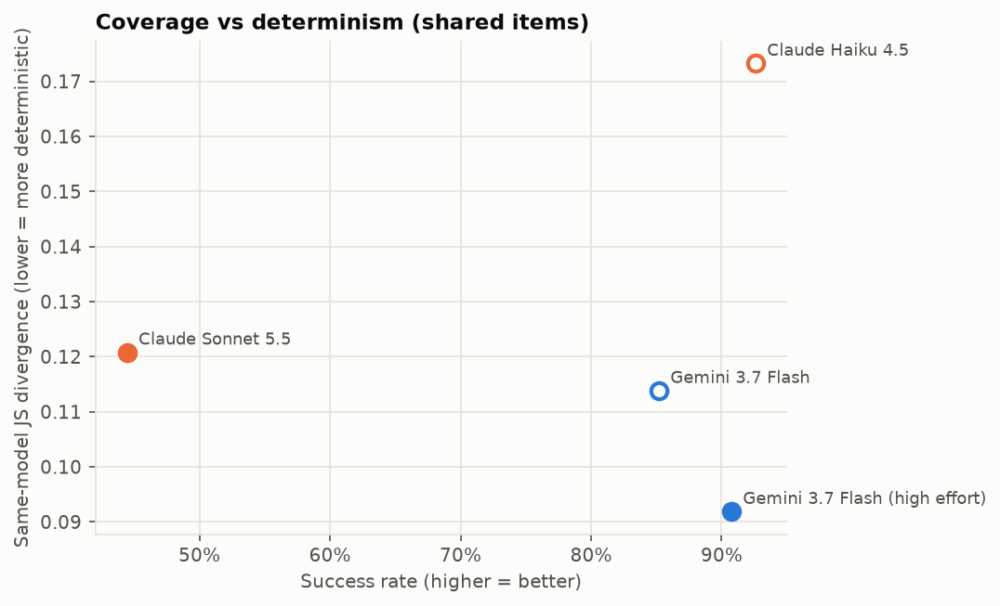 Coverage vs determinism (shared items)
Same-model JS divergence (lower = more deterministic)
0.17
0.16
0.15
0.14
0.13
0.12
0.11
0.10
0.09
Claude Haiku 4.5
Claude Sonnet 5.5
Gemini 3.7 Flash
Gemini 3.7 Flash (high effort)
50% 60% 70% 80% 90%
Success rate (higher = better)